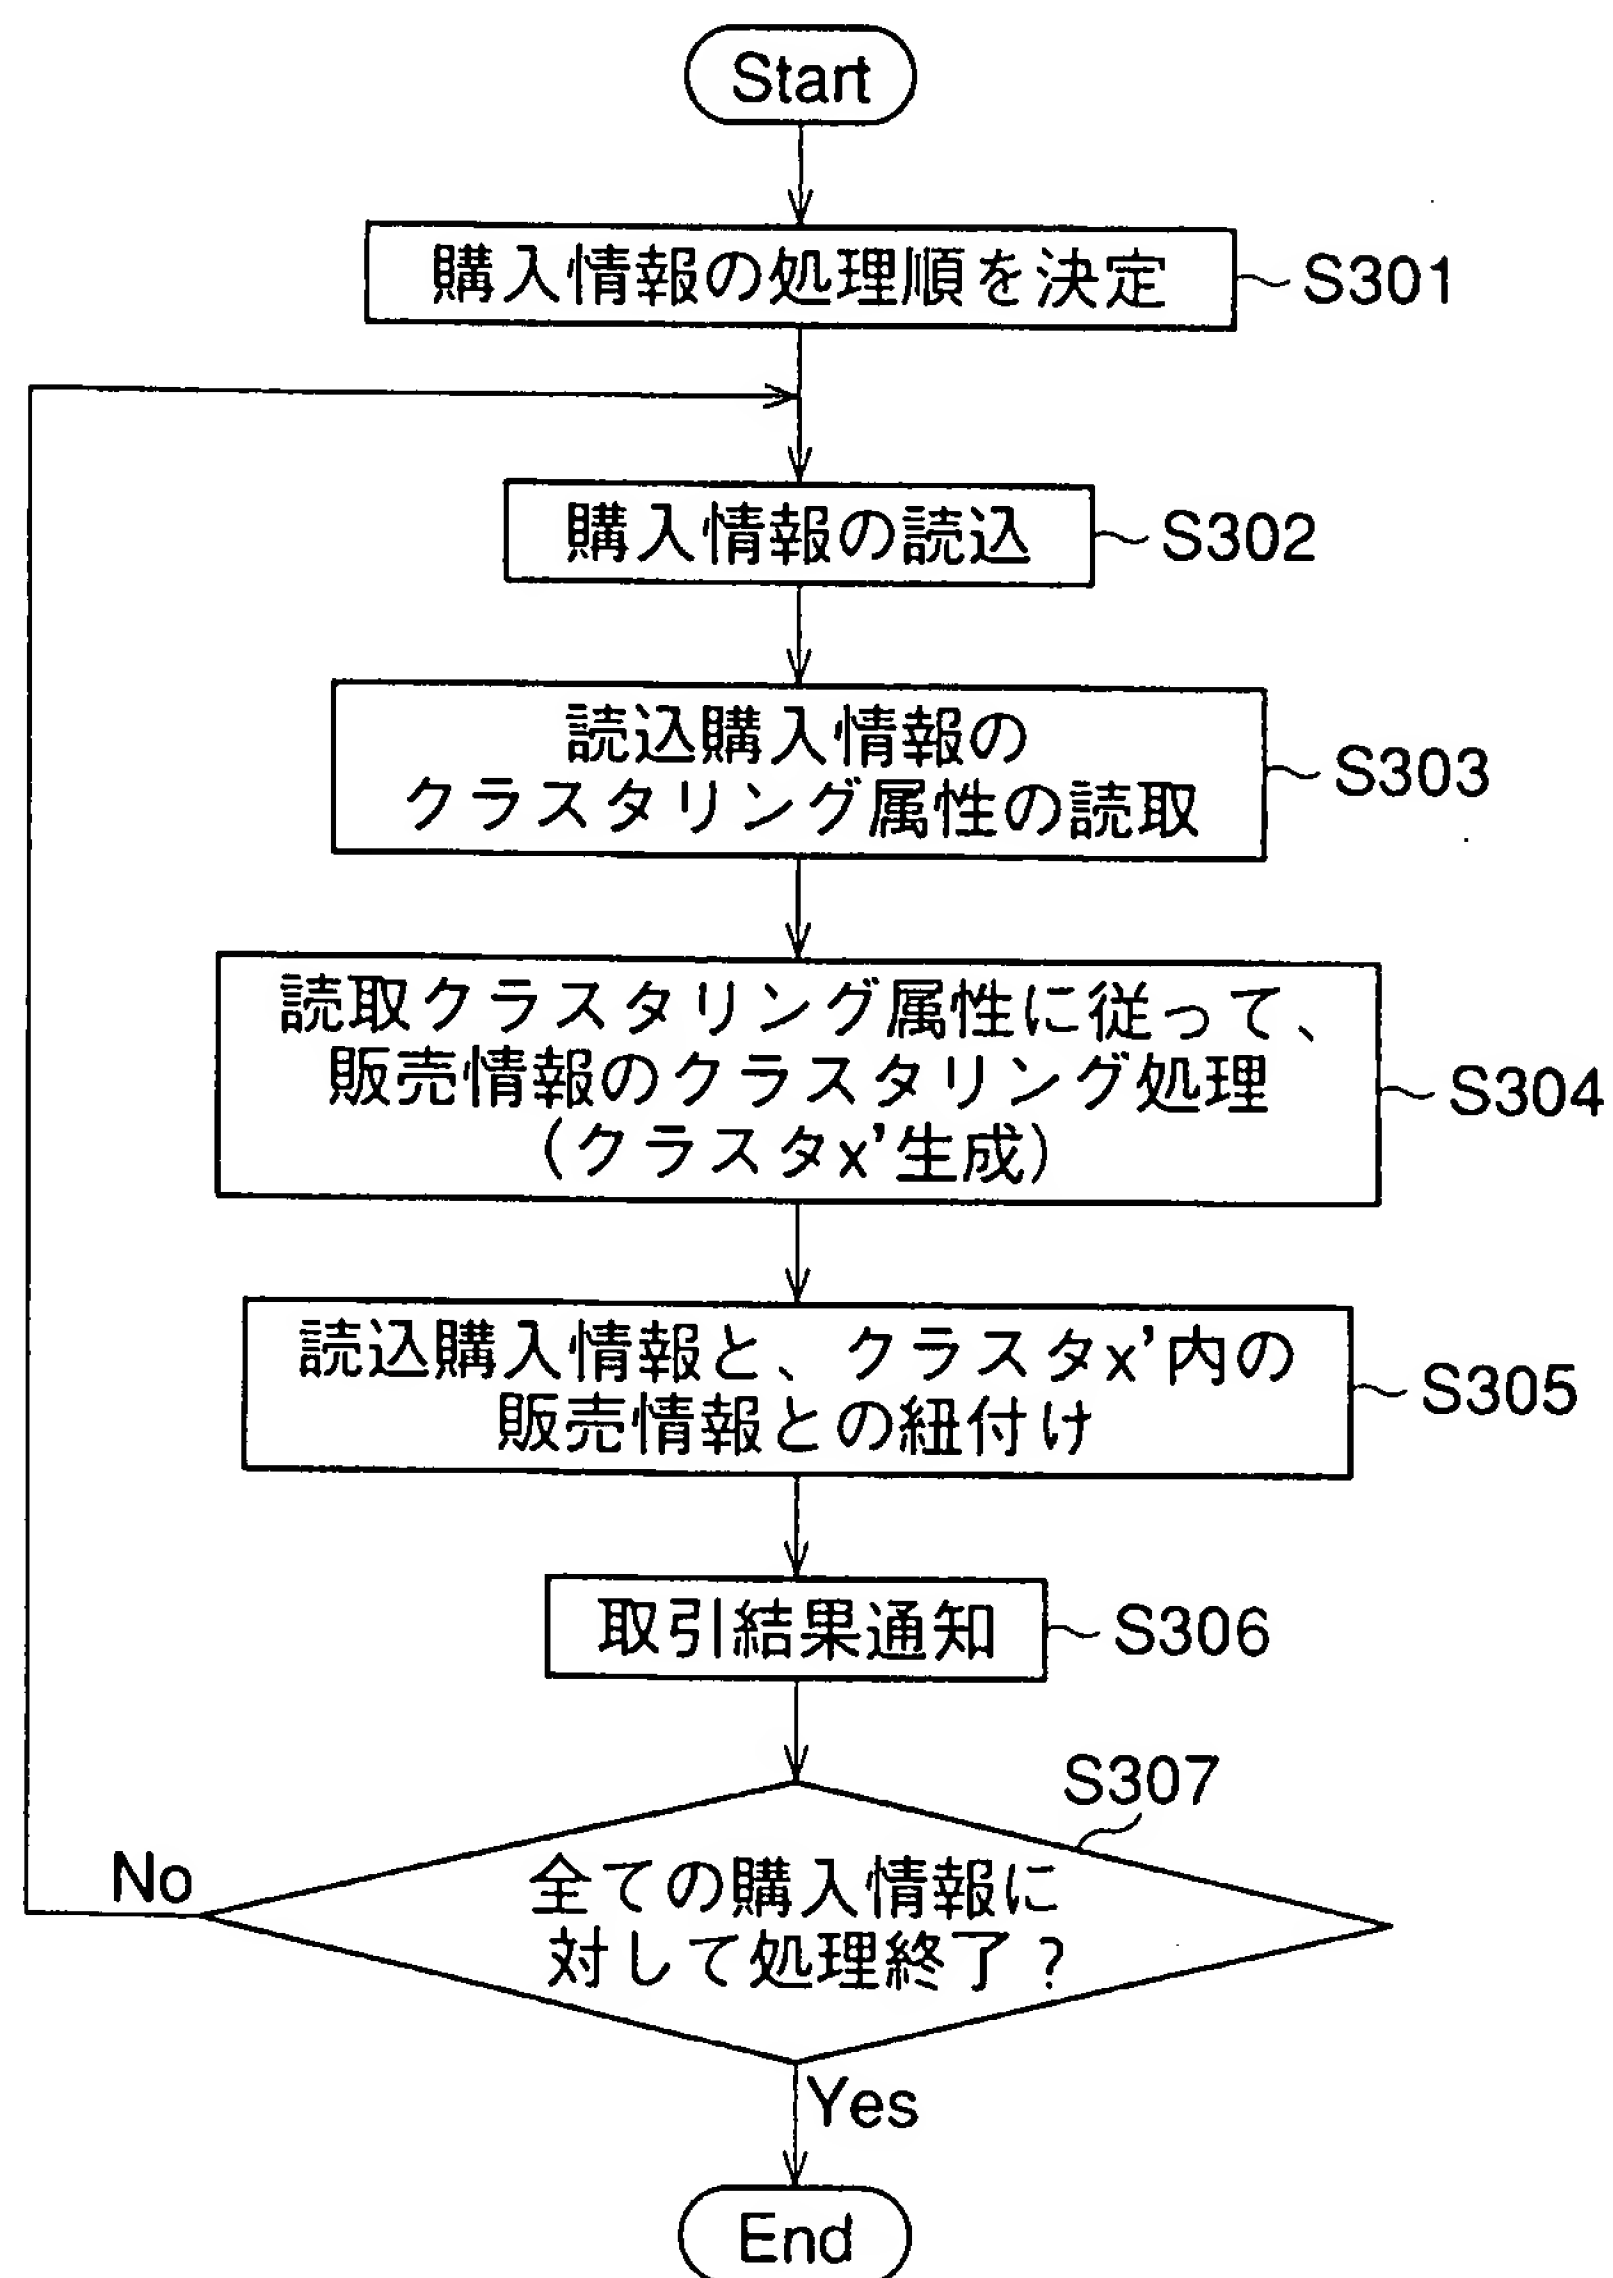 Start
購入情報の処理順を決定
S301
購入情報の読込
S302
読込購入情報の
クラスタリング属性の読取
S303
読取クラスタリング属性に従って、
販売情報のクラスタリング処理
(クラスタx'生成)
S304
読込購入情報と、クラスタx'内の
販売情報との紐付け
S305
取引結果通知
S306
S307
全ての購入情報に
対して処理終了?
No
Yes
End